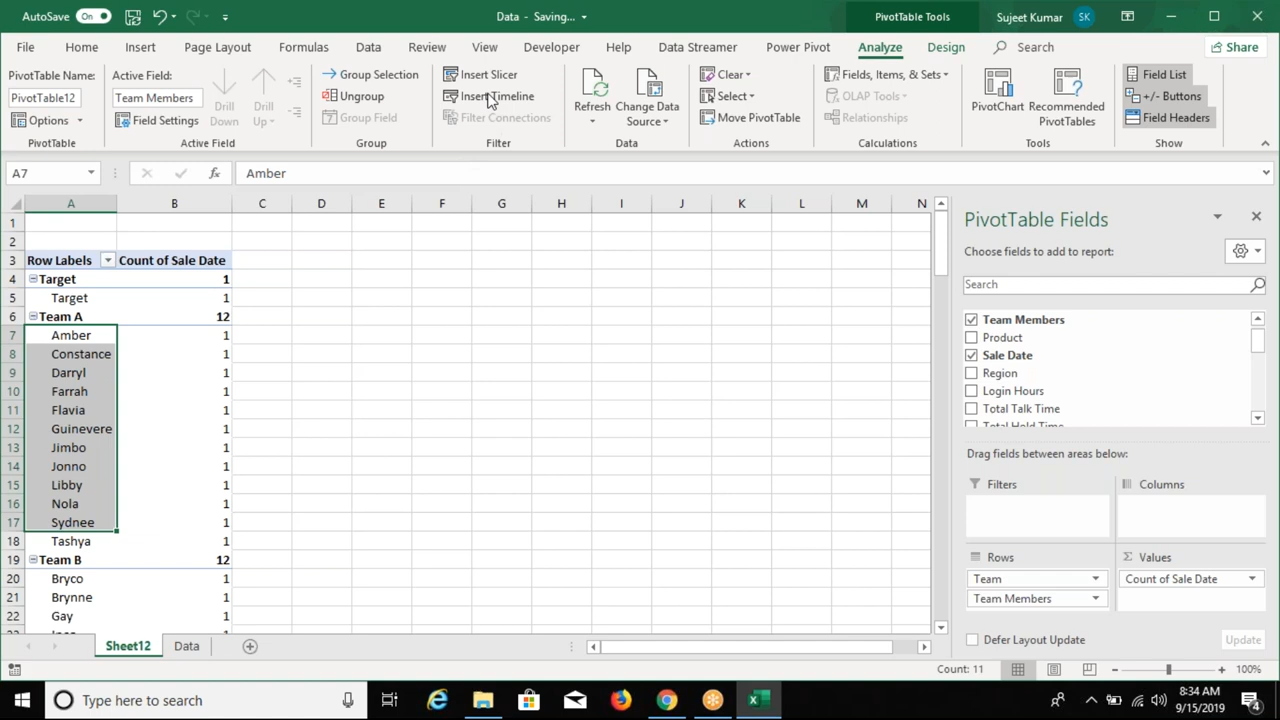 AutoSave On Data - Saving... PivotTable Tools Sujeet Kumar SK
File Home Insert Page Layout Formulas Data Review View Developer Help Data Streamer Power Pivot Analyze Design Search Share
PivotTable Name: Active Field: Group Selection Insert Slicer Clear Fields, Items, & Sets Field List
PivotTable12 Team Members Drill Down Drill Up Ungroup Insert Timeline Refresh Change Data Source Select OLAP Tools PivotChart Recommended PivotTables +/- Buttons
Options Field Settings Group Field Filter Connections Move PivotTable Relationships Field Headers
PivotTable Active Field Group Filter Data Actions Calculations Tools Show
A7 fx Amber
A B C D E F G H I J K L M N
1
2
3 Row Labels Count of Sale Date
4 Target 1
5 Target 1
6 Team A 12
7 Amber 1
8 Constance 1
9 Darryl 1
10 Farrah 1
11 Flavia 1
12 Guinevere 1
13 Jimbo 1
14 Jonno 1
15 Libby 1
16 Nola 1
17 Sydnee 1
18 Tashya 1
19 Team B 12
20 Bryco 1
21 Brynne 1
22 Gay 1
PivotTable Fields
Choose fields to add to report:
Search
Team Members
Product
Sale Date
Region
Login Hours
Total Talk Time
Total Hold Time
Drag fields between areas below:
Filters Columns
Rows Σ Values
Team Count of Sale Date
Team Members
Defer Layout Update Update
Sheet12 Data
Count: 11 100%
Type here to search
8:34 AM
9/15/2019
4